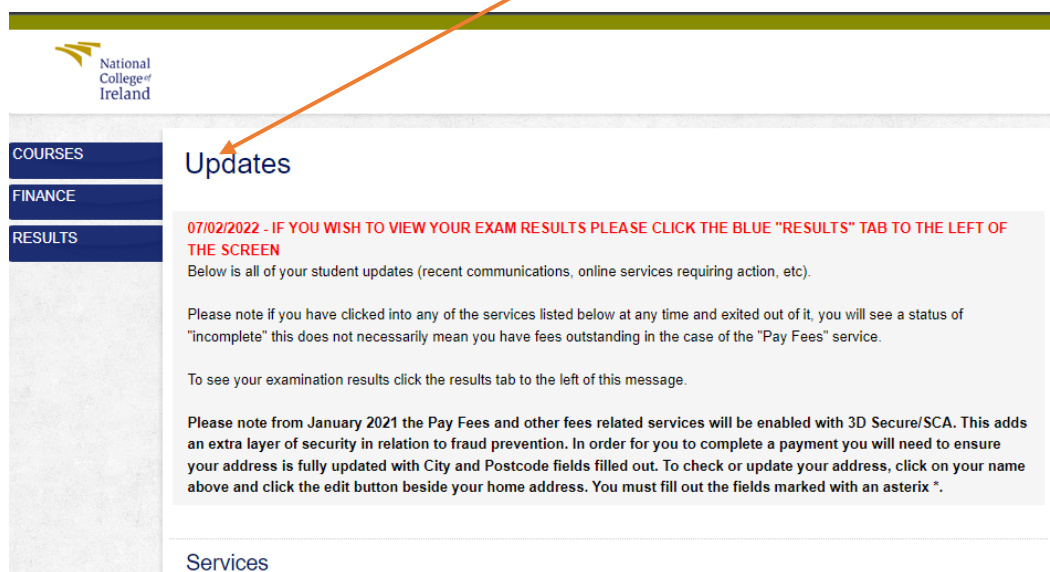 National
College of
Ireland
COURSES
FINANCE
RESULTS
Updates
07/02/2022 - IF YOU WISH TO VIEW YOUR EXAM RESULTS PLEASE CLICK THE BLUE "RESULTS" TAB TO THE LEFT OF
THE SCREEN
Below is all of your student updates (recent communications, online services requiring action, etc).
Please note if you have clicked into any of the services listed below at any time and exited out of it, you will see a status of
"incomplete" this does not necessarily mean you have fees outstanding in the case of the "Pay Fees" service.
To see your examination results click the results tab to the left of this message.
Please note from January 2021 the Pay Fees and other fees related services will be enabled with 3D Secure/SCA. This adds
an extra layer of security in relation to fraud prevention. In order for you to complete a payment you will need to ensure
your address is fully updated with City and Postcode fields filled out. To check or update your address, click on your name
above and click the edit button beside your home address. You must fill out the fields marked with an asterix *.
Services